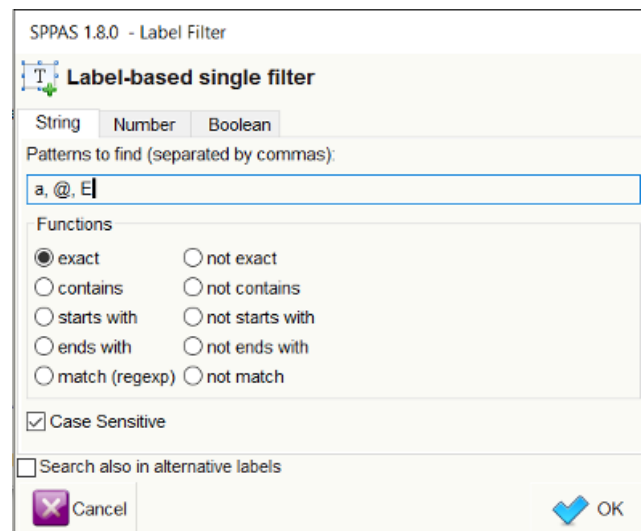 SPPAS 1.8.0 - Label Filter
T Label-based single filter
String Number Boolean
Patterns to find (separated by commas):
a, @, E
Functions
exact not exact
contains not contains
starts with not starts with
ends with not ends with
match (regexp) not match
Case Sensitive
Search also in alternative labels
Cancel OK